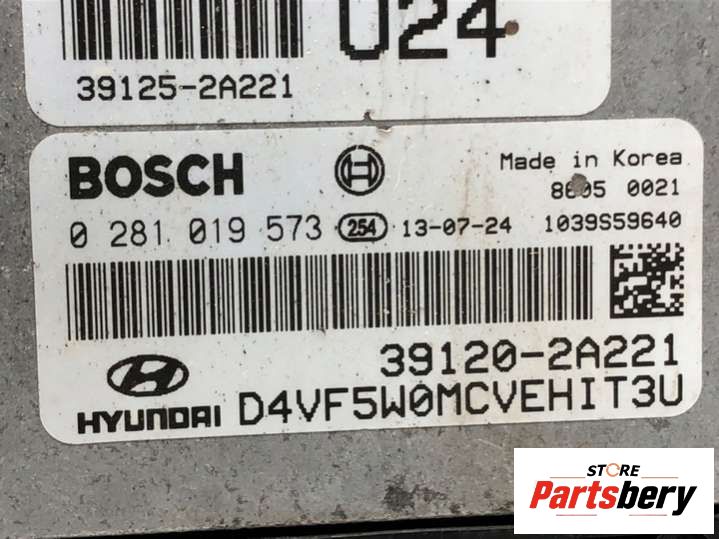 U24
39125-2A221
BOSCH
Made in Korea
0021
0 281 019 573 254 13-07-24 1039S59640
39120-2A221
HYUNDAI D4VF5W0MCVEHIT3U
STORE
Partsbery